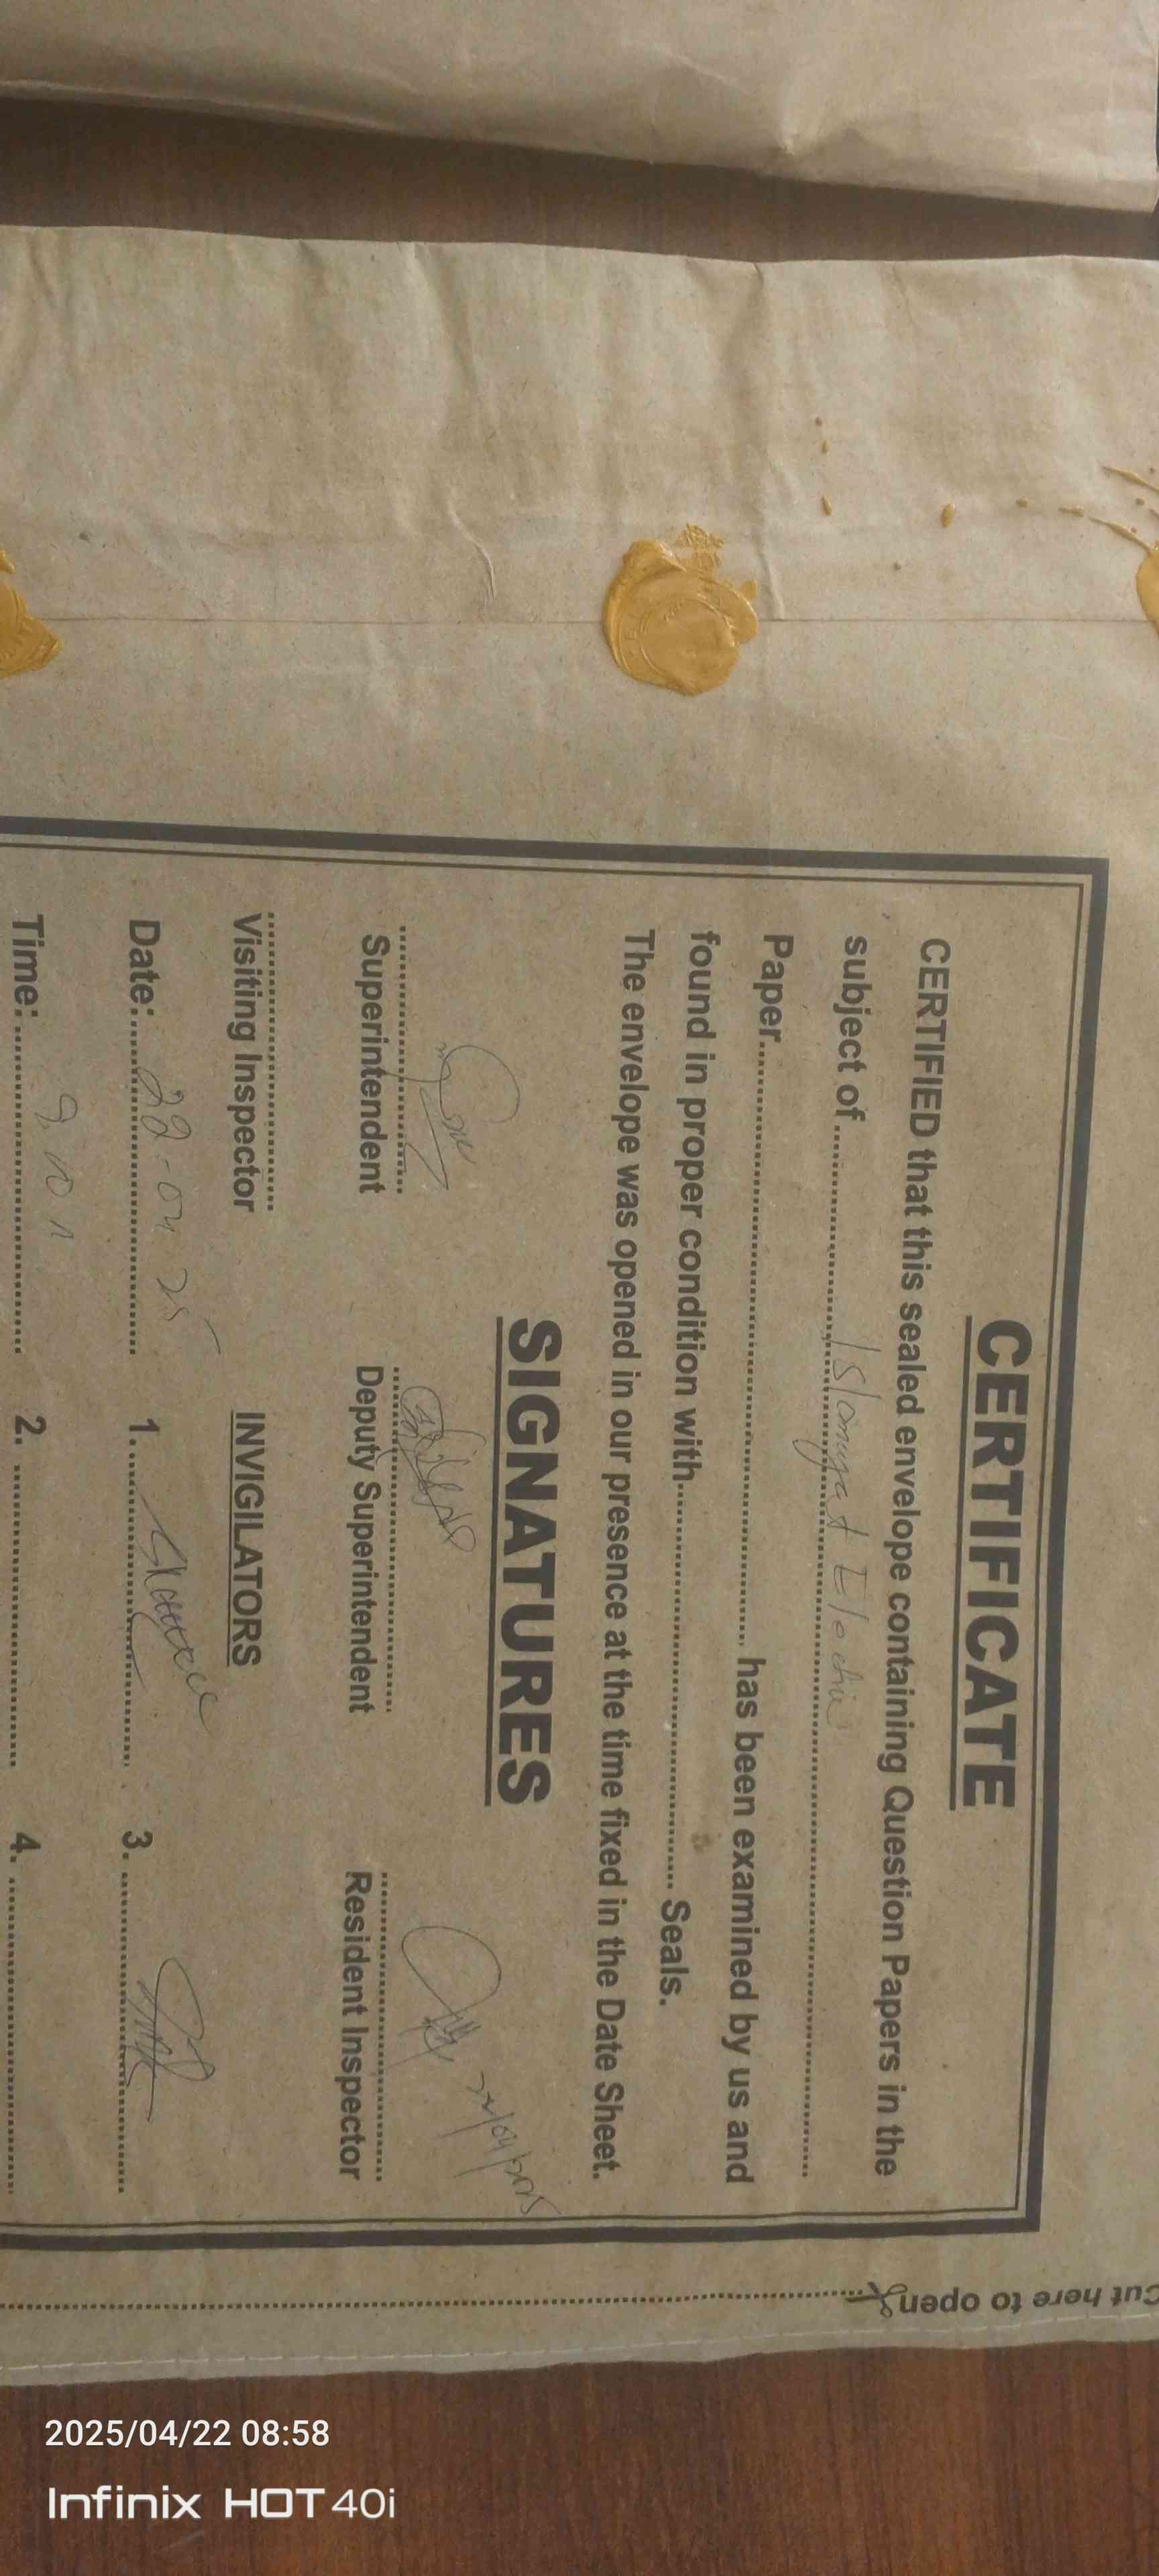 CERTIFICATE
CERTIFIED that this sealed envelope containing Question Papers in the
subject of Islamiyat Elective
Paper has been examined by us and
found in proper condition with Seals.
The envelope was opened in our presence at the time fixed in the Date Sheet.
SIGNATURES
Superintendent Deputy Superintendent Resident Inspector
22/04/2025
Visiting Inspector INVIGILATORS
Date: 22-04-25 1. 3.
Time: 9.00 2. 4.
Cut here to open
2025/04/22 08:58
Infinix HOT 40i